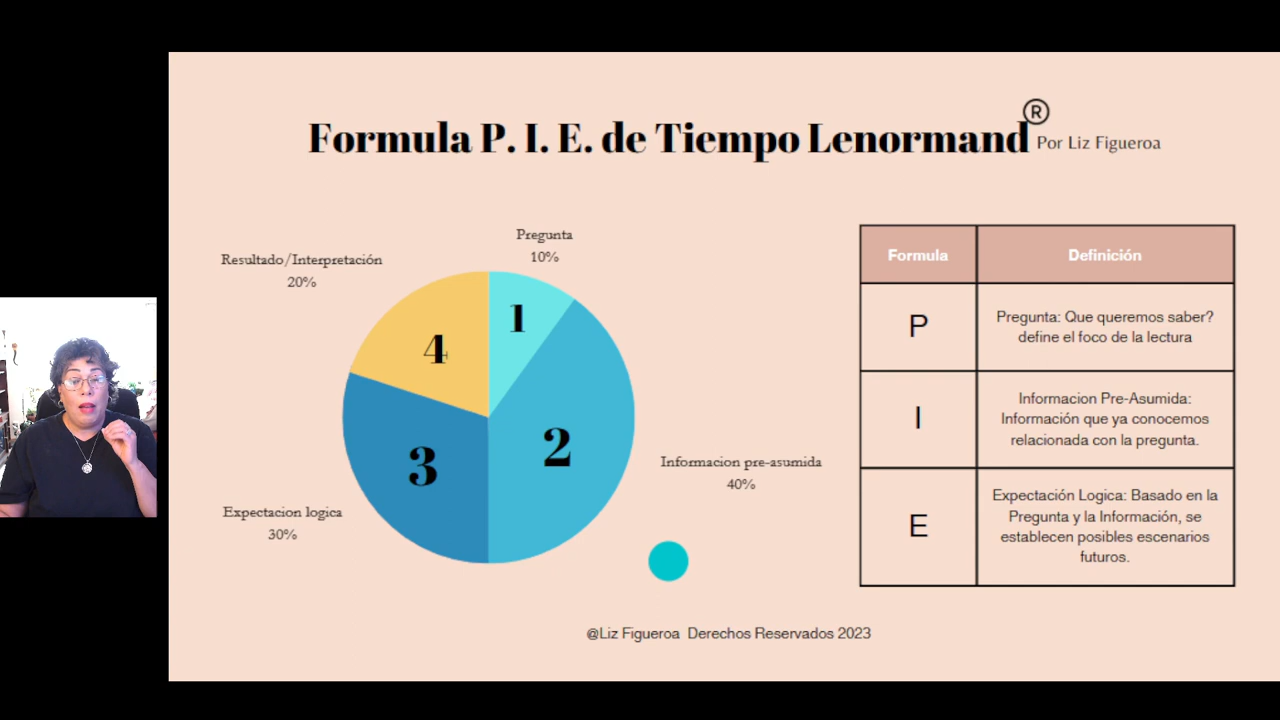 Formula P. I. E. de Tiempo Lenormand
®
Por Liz Figueroa
Pregunta
10%
Resultado/Interpretación
20%
1
4
2
3
Informacion pre-asumida
40%
Expectacion logica
30%
Formula
Definición
P
Pregunta: Que queremos saber?
define el foco de la lectura
I
Informacion Pre-Asumida:
Información que ya conocemos
relacionada con la pregunta.
E
Expectación Logica: Basado en la
Pregunta y la Información, se
establecen posibles escenarios
futuros.
@Liz Figueroa Derechos Reservados 2023